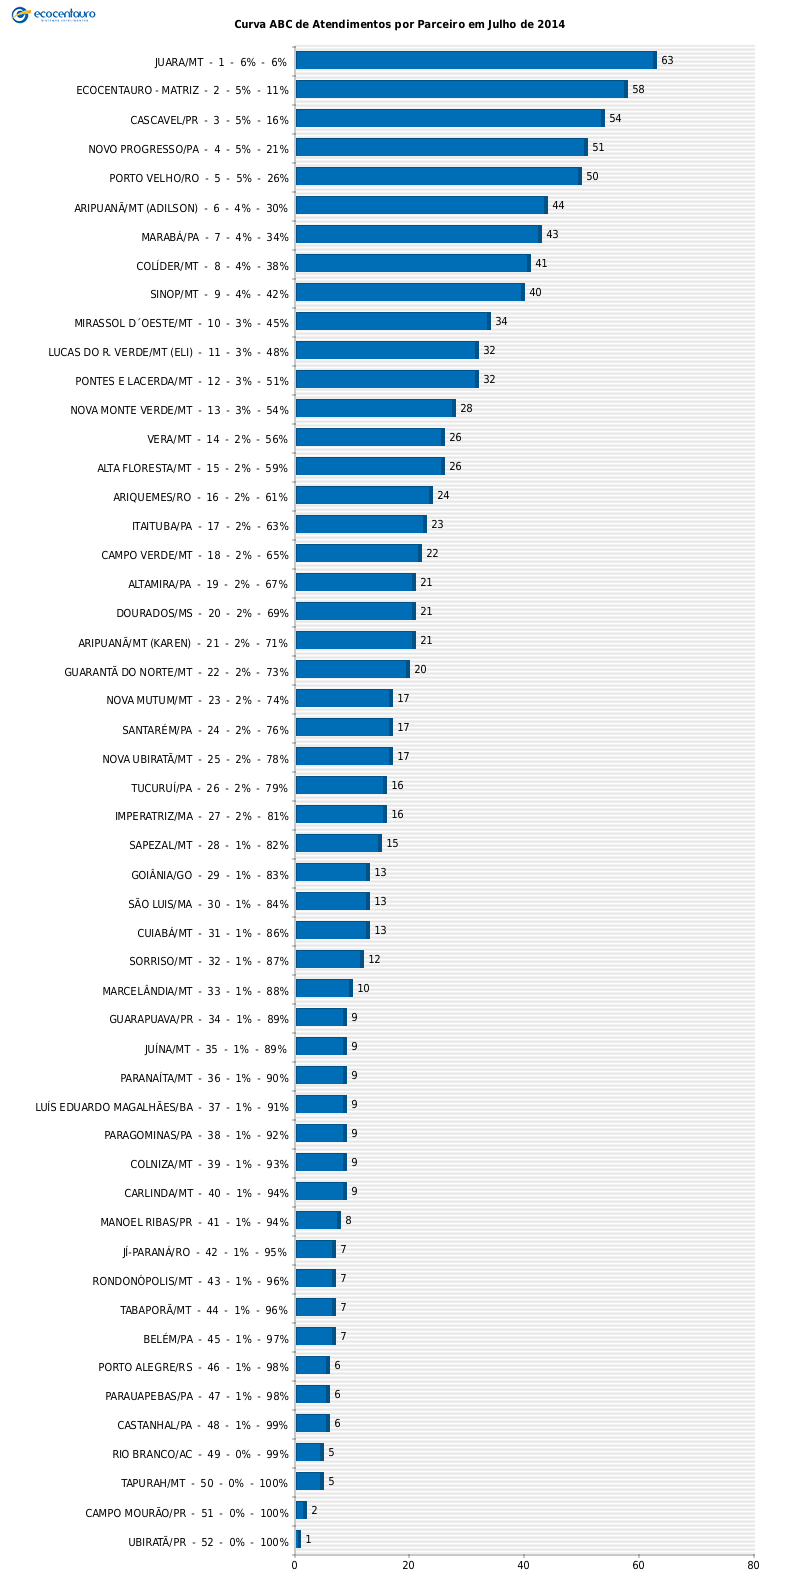 ecocentauro
Curva ABC de Atendimentos por Parceiro em Julho de 2014
JUARA/MT - 1 - 6% - 6% 63
ECOCENTAURO - MATRIZ - 2 - 5% - 11% 58
CASCAVEL/PR - 3 - 5% - 16% 54
NOVO PROGRESSO/PA - 4 - 5% - 21% 51
PORTO VELHO/RO - 5 - 5% - 26% 50
ARIPUANÃ/MT (ADILSON) - 6 - 4% - 30% 44
MARABÁ/PA - 7 - 4% - 34% 43
COLÍDER/MT - 8 - 4% - 38% 41
SINOP/MT - 9 - 4% - 42% 40
MIRASSOL D´OESTE/MT - 10 - 3% - 45% 34
LUCAS DO R. VERDE/MT (ELI) - 11 - 3% - 48% 32
PONTES E LACERDA/MT - 12 - 3% - 51% 32
NOVA MONTE VERDE/MT - 13 - 3% - 54% 28
VERA/MT - 14 - 2% - 56% 26
ALTA FLORESTA/MT - 15 - 2% - 59% 26
ARIQUEMES/RO - 16 - 2% - 61% 24
ITAITUBA/PA - 17 - 2% - 63% 23
CAMPO VERDE/MT - 18 - 2% - 65% 22
ALTAMIRA/PA - 19 - 2% - 67% 21
DOURADOS/MS - 20 - 2% - 69% 21
ARIPUANÃ/MT (KAREN) - 21 - 2% - 71% 21
GUARANTÃ DO NORTE/MT - 22 - 2% - 73% 20
NOVA MUTUM/MT - 23 - 2% - 74% 17
SANTARÉM/PA - 24 - 2% - 76% 17
NOVA UBIRATÃ/MT - 25 - 2% - 78% 17
TUCURUÍ/PA - 26 - 2% - 79% 16
IMPERATRIZ/MA - 27 - 2% - 81% 16
SAPEZAL/MT - 28 - 1% - 82% 15
GOIÂNIA/GO - 29 - 1% - 83% 13
SÃO LUIS/MA - 30 - 1% - 84% 13
CUIABÁ/MT - 31 - 1% - 86% 13
SORRISO/MT - 32 - 1% - 87% 12
MARCELÂNDIA/MT - 33 - 1% - 88% 10
GUARAPUAVA/PR - 34 - 1% - 89% 9
JUÍNA/MT - 35 - 1% - 89% 9
PARANAÍTA/MT - 36 - 1% - 90% 9
LUÍS EDUARDO MAGALHÃES/BA - 37 - 1% - 91% 9
PARAGOMINAS/PA - 38 - 1% - 92% 9
COLNIZA/MT - 39 - 1% - 93% 9
CARLINDA/MT - 40 - 1% - 94% 9
MANOEL RIBAS/PR - 41 - 1% - 94% 8
JÍ-PARANÁ/RO - 42 - 1% - 95% 7
RONDONÓPOLIS/MT - 43 - 1% - 96% 7
TABAPORÃ/MT - 44 - 1% - 96% 7
BELÉM/PA - 45 - 1% - 97% 7
PORTO ALEGRE/RS - 46 - 1% - 98% 6
PARAUAPEBAS/PA - 47 - 1% - 98% 6
CASTANHAL/PA - 48 - 1% - 99% 6
RIO BRANCO/AC - 49 - 0% - 99% 5
TAPURAH/MT - 50 - 0% - 100% 5
CAMPO MOURÃO/PR - 51 - 0% - 100% 2
UBIRATÃ/PR - 52 - 0% - 100% 1
0 20 40 60 80